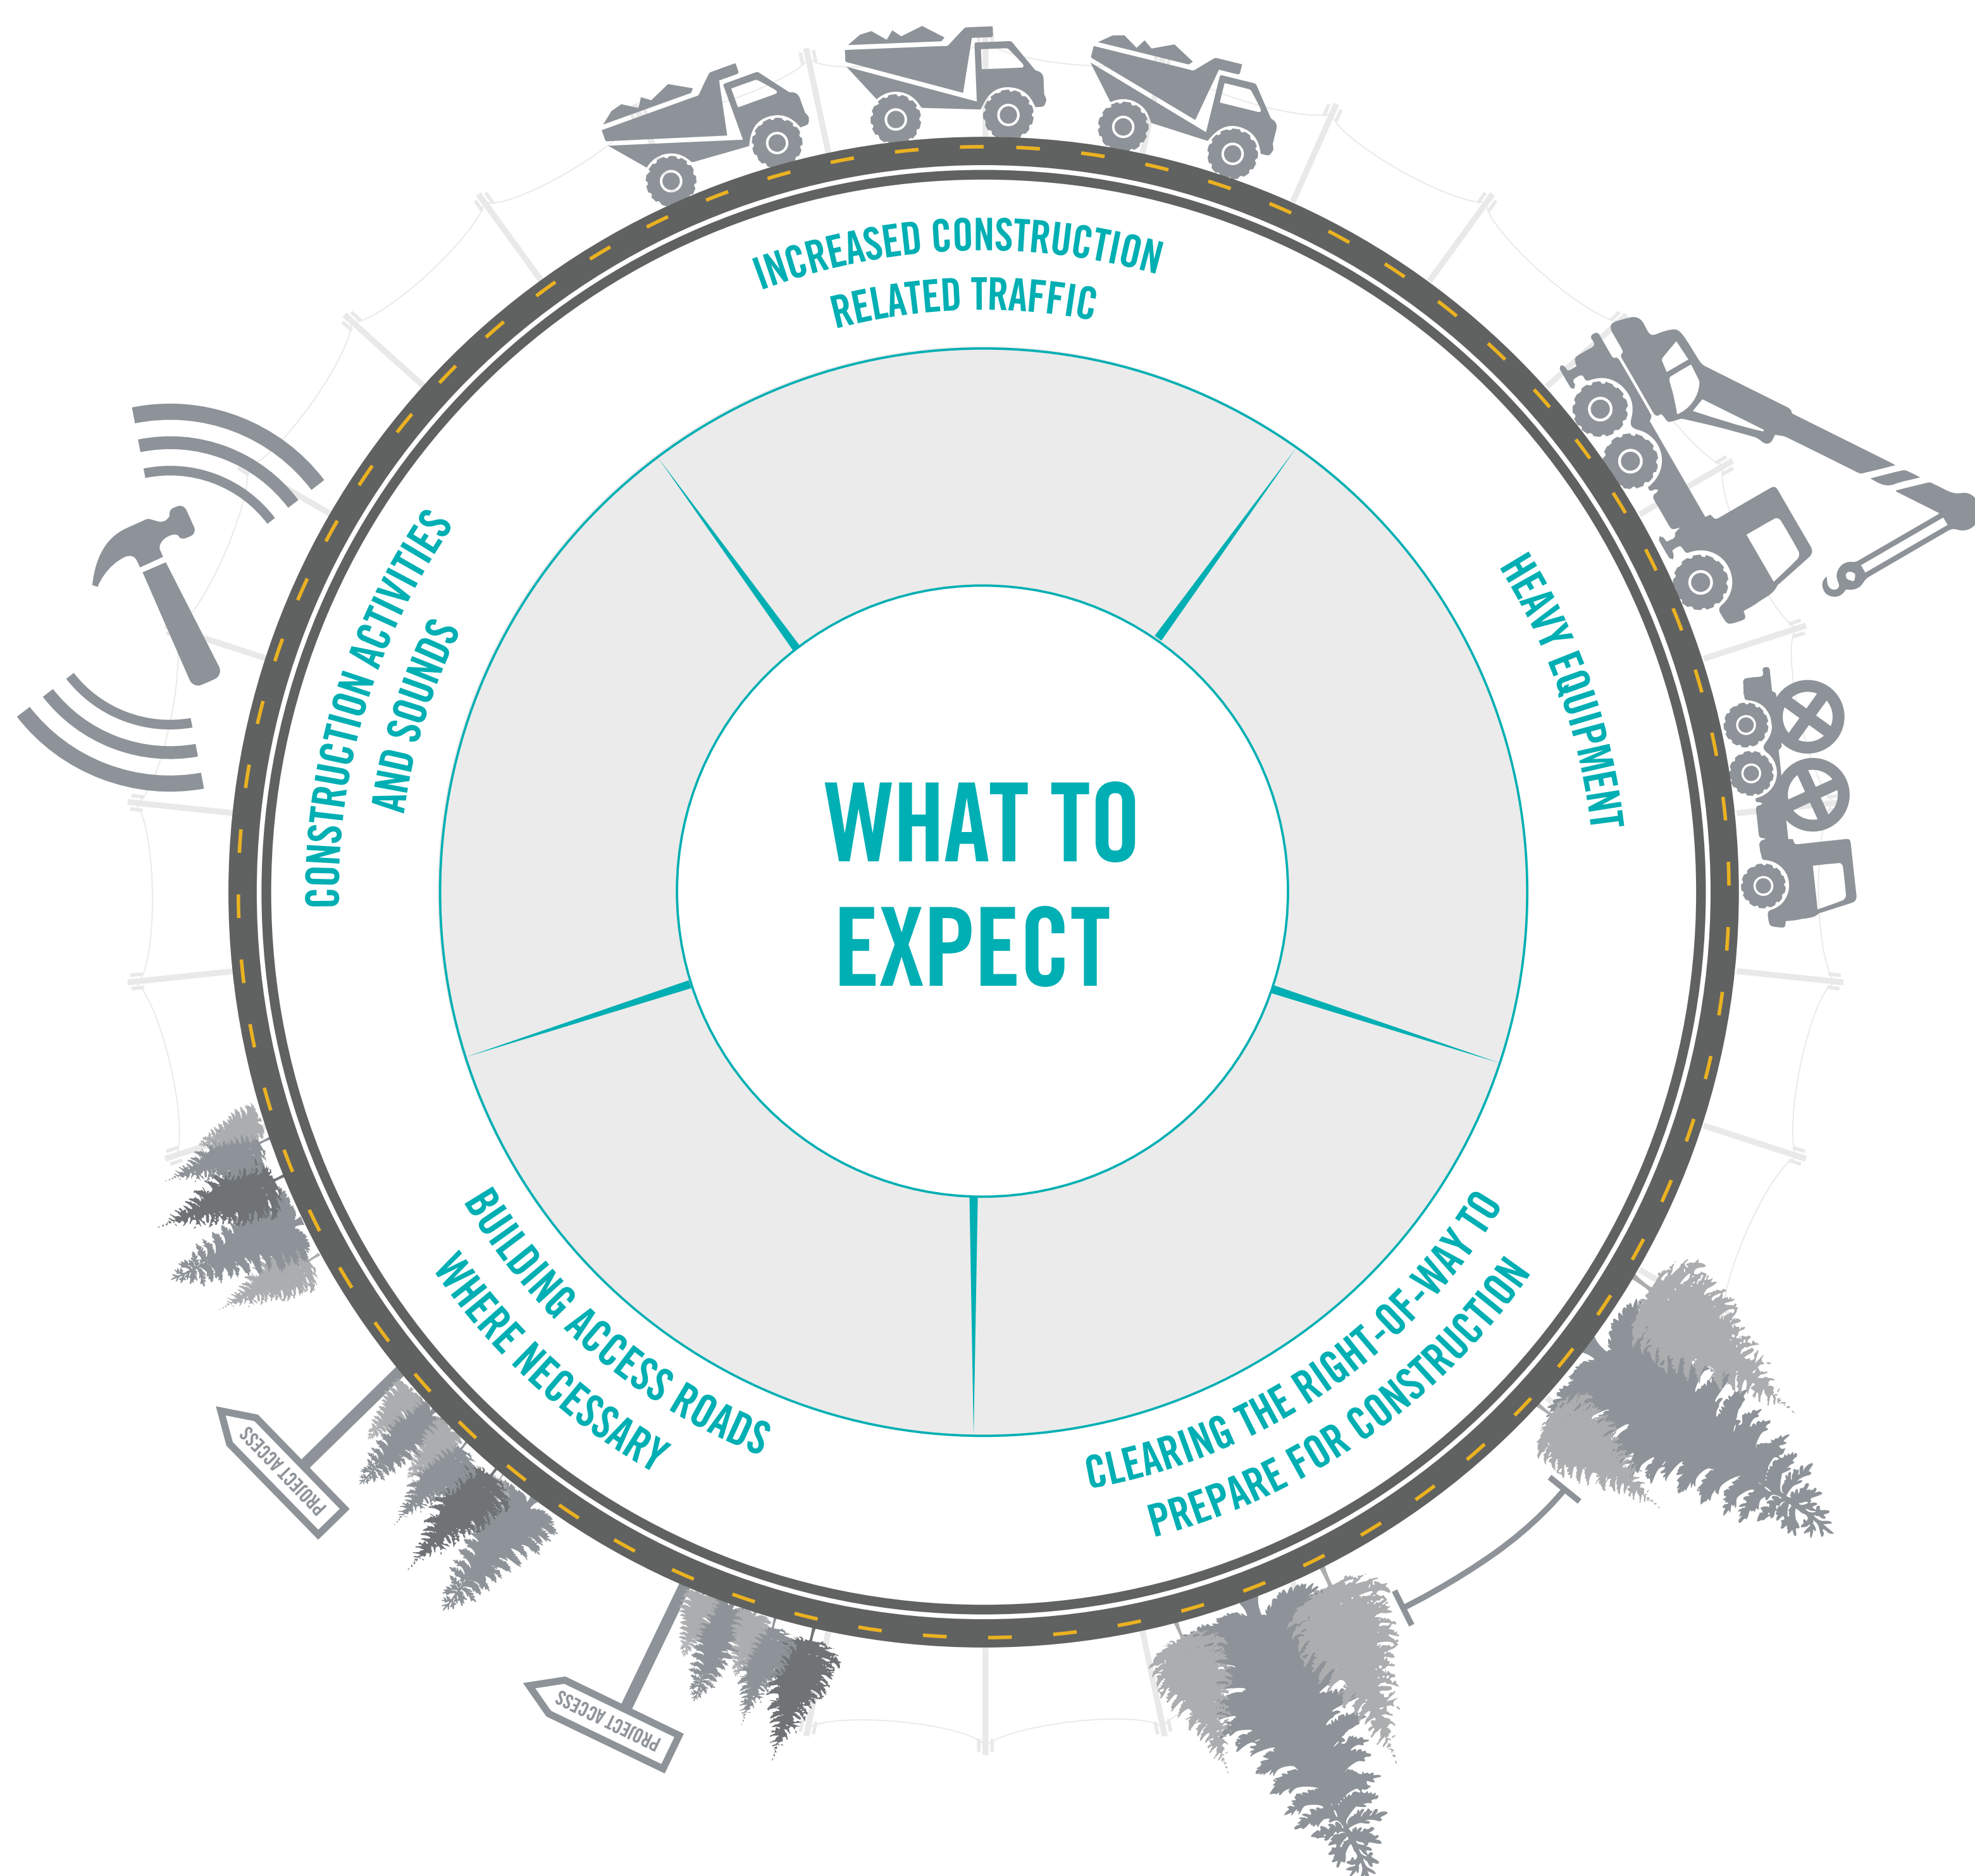 INCREASED CONSTRUCTION
RELATED TRAFFIC
HEAVY EQUIPMENT
CLEARING THE RIGHT-OF-WAY TO
PREPARE FOR CONSTRUCTION
BUILDING ACCESS ROADS
WHERE NECESSARY
CONSTRUCTION ACTIVITIES
AND SOUNDS
WHAT TO
EXPECT
PROJECT ACCESS
PROJECT ACCESS